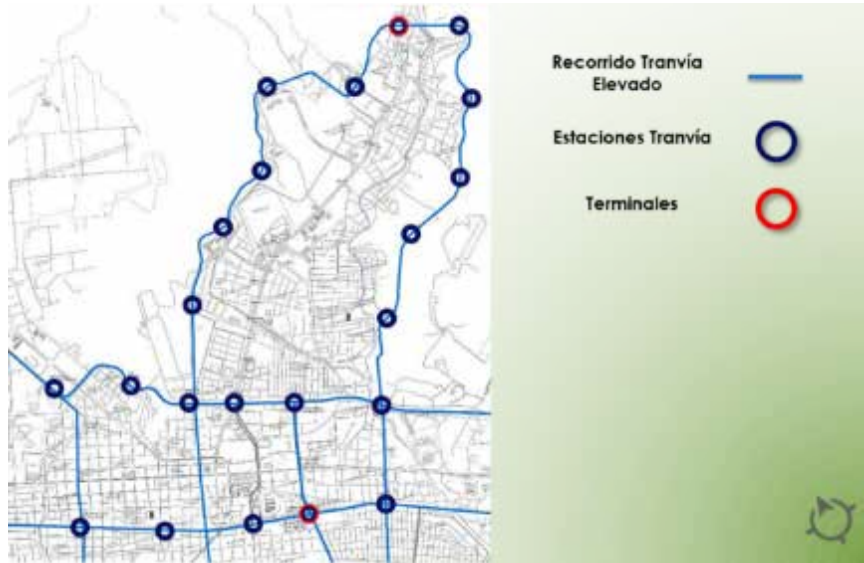 Recorrido Tranvía
Elevado
Estaciones Tranvía
Terminales